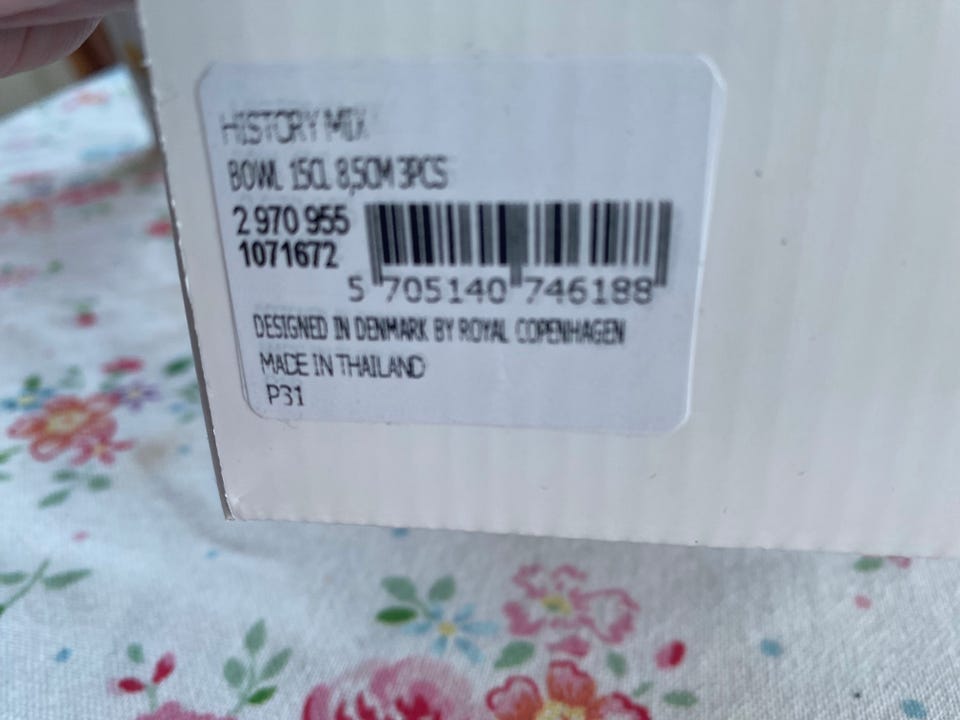 HISTORY MIX
BOWL 15CL 8,5CM 3PCS
2 970 955
1071672
5 705140 746188
DESIGNED IN DENMARK BY ROYAL COPENHAGEN
MADE IN THAILAND
P31